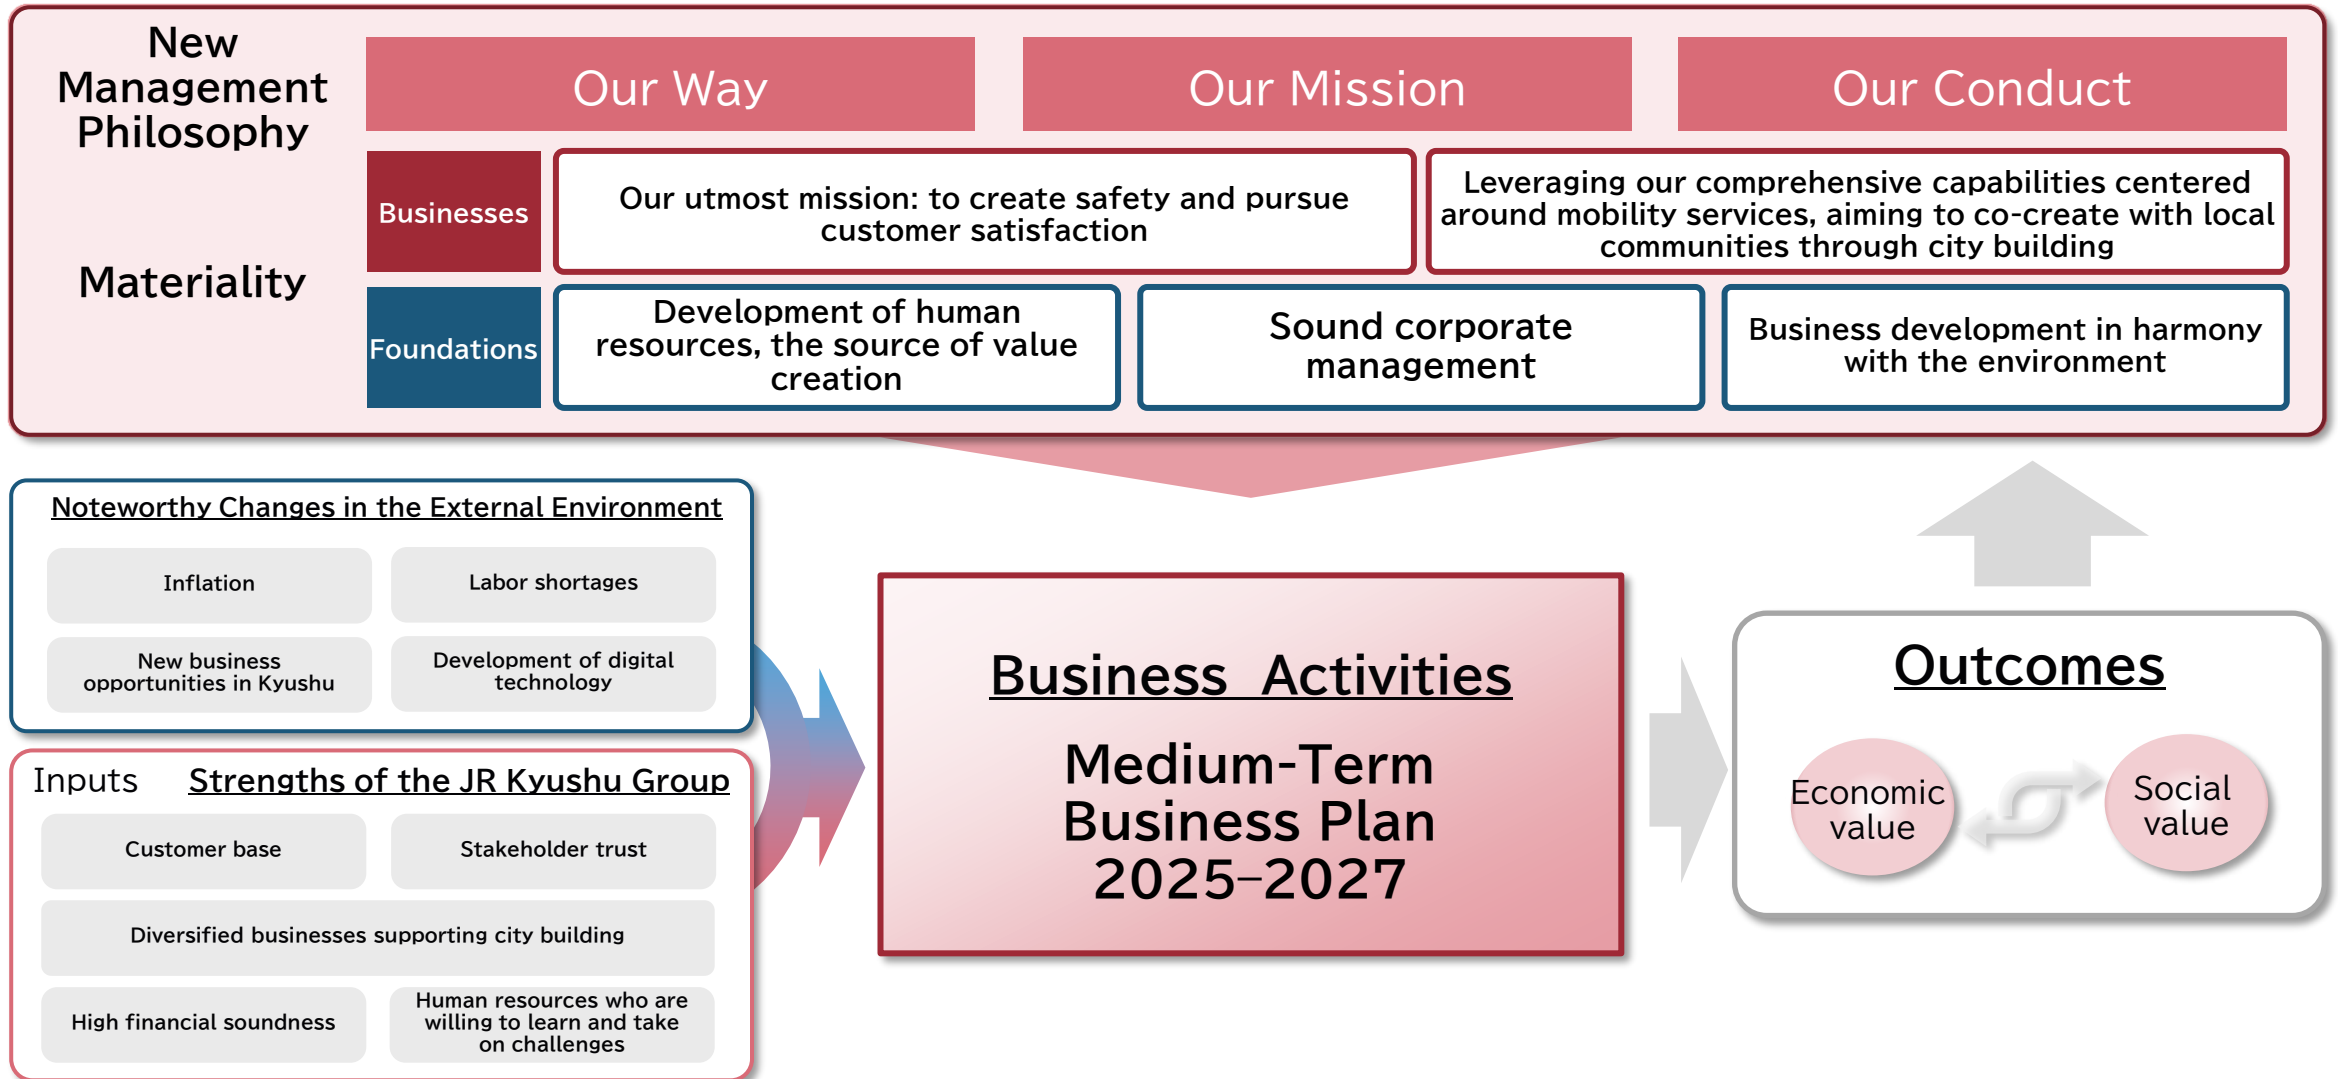 New
Management
Philosophy
Our Way
Our Mission
Our Conduct
Materiality
Businesses
Our utmost mission: to create safety and pursue
customer satisfaction
Leveraging our comprehensive capabilities centered
around mobility services, aiming to co-create with local
communities through city building
Foundations
Development of human
resources, the source of value
creation
Sound corporate
management
Business development in harmony
with the environment
Noteworthy Changes in the External Environment
Inflation
Labor shortages
New business
opportunities in Kyushu
Development of digital
technology
Inputs
Strengths of the JR Kyushu Group
Customer base
Stakeholder trust
Diversified businesses supporting city building
High financial soundness
Human resources who are
willing to learn and take
on challenges
Business Activities
Medium-Term
Business Plan
2025–2027
Outcomes
Economic
value
Social
value